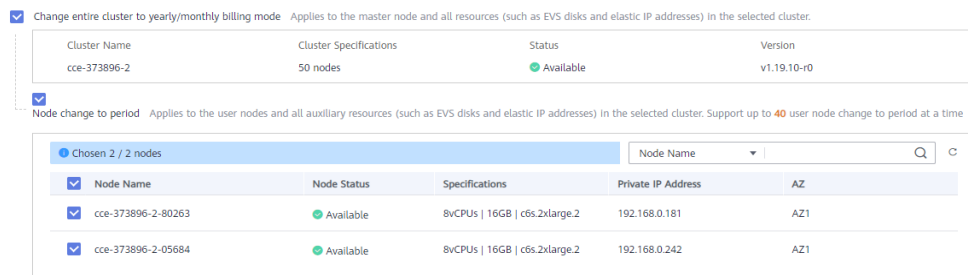 Change entire cluster to yearly/monthly billing mode Applies to the master node and all resources (such as EVS disks and elastic IP addresses) in the selected cluster.
Cluster Name Cluster Specifications Status Version
cce-373896-2 50 nodes Available v1.19.10-r0
Node change to period Applies to the user nodes and all auxiliary resources (such as EVS disks and elastic IP addresses) in the selected cluster. Support up to 40 user node change to period at a time
Chosen 2 / 2 nodes Node Name
Node Name Node Status Specifications Private IP Address AZ
cce-373896-2-80263 Available 8vCPUs | 16GB | c6s.2xlarge.2 192.168.0.181 AZ1
cce-373896-2-05684 Available 8vCPUs | 16GB | c6s.2xlarge.2 192.168.0.242 AZ1